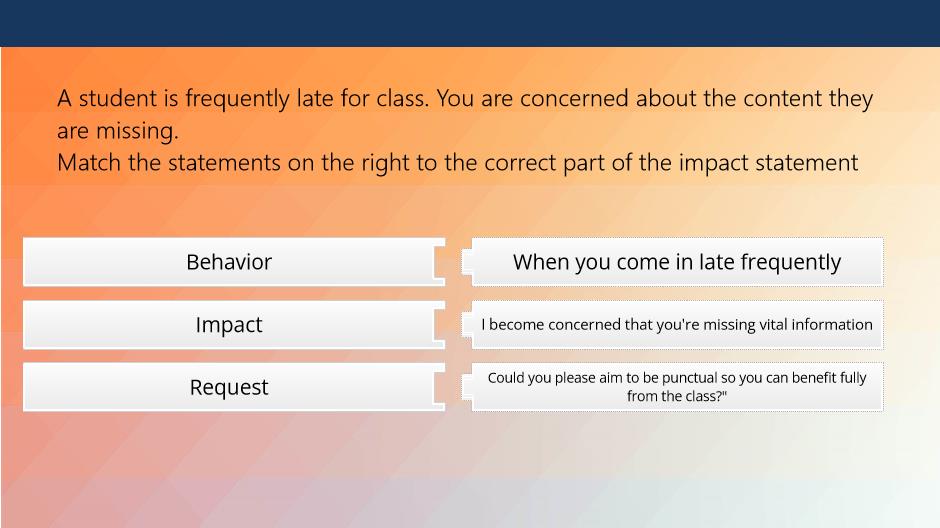 A student is frequently late for class. You are concerned about the content they
are missing.
Match the statements on the right to the correct part of the impact statement
Behavior
When you come in late frequently
Impact
I become concerned that you're missing vital information
Request
Could you please aim to be punctual so you can benefit fully
from the class?"